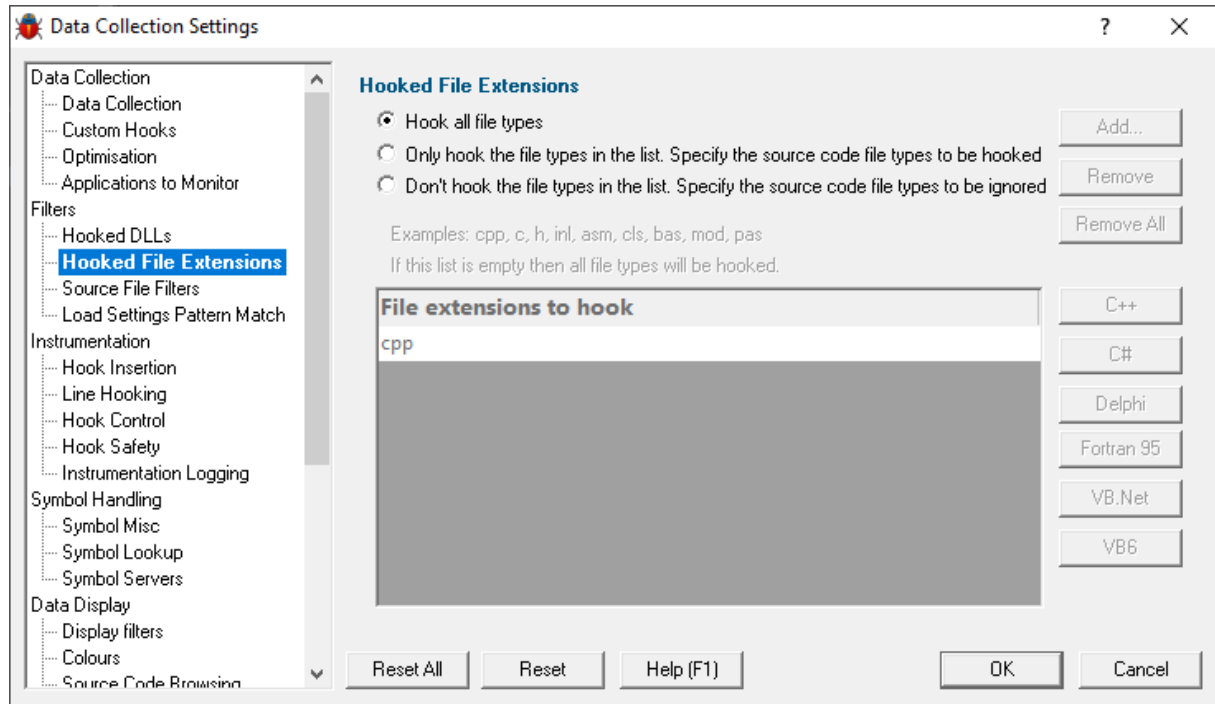 Data Collection Settings
?
Data Collection
Data Collection
Custom Hooks
Optimisation
Applications to Monitor
Filters
Hooked DLLs
Hooked File Extensions
Source File Filters
Load Settings Pattern Match
Instrumentation
Hook Insertion
Line Hooking
Hook Control
Hook Safety
Instrumentation Logging
Symbol Handling
Symbol Misc
Symbol Lookup
Symbol Servers
Data Display
Display filters
Colours
Source Code Browsing
Hooked File Extensions
Hook all file types
Only hook the file types in the list. Specify the source code file types to be hooked
Don't hook the file types in the list. Specify the source code file types to be ignored
Examples: cpp, c, h, inl, asm, cls, bas, mod, pas
If this list is empty then all file types will be hooked.
File extensions to hook
cpp
Add...
Remove
Remove All
C++
C#
Delphi
Fortran 95
VB.Net
VB6
Reset All
Reset
Help (F1)
OK
Cancel